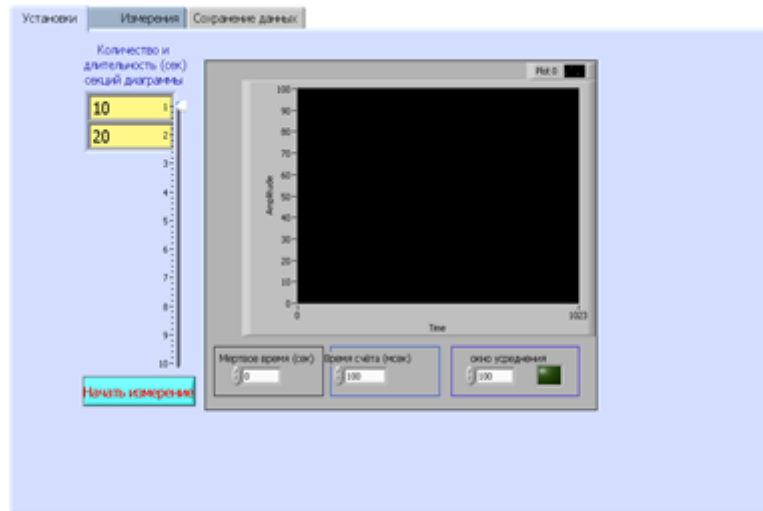 Установки
Измерения
Сохранение данных
Количество и
длительность (сек)
секций диаграммы
10
20
1
2
3
4
5
6
7
8
9
10
Начать измерение
Plot 0
100
90
80
70
60
50
40
30
20
10
0
Amplitude
0
1023
Time
Мертвое время (сек)
0
Время счёта (мсек)
100
окно усреднения
100